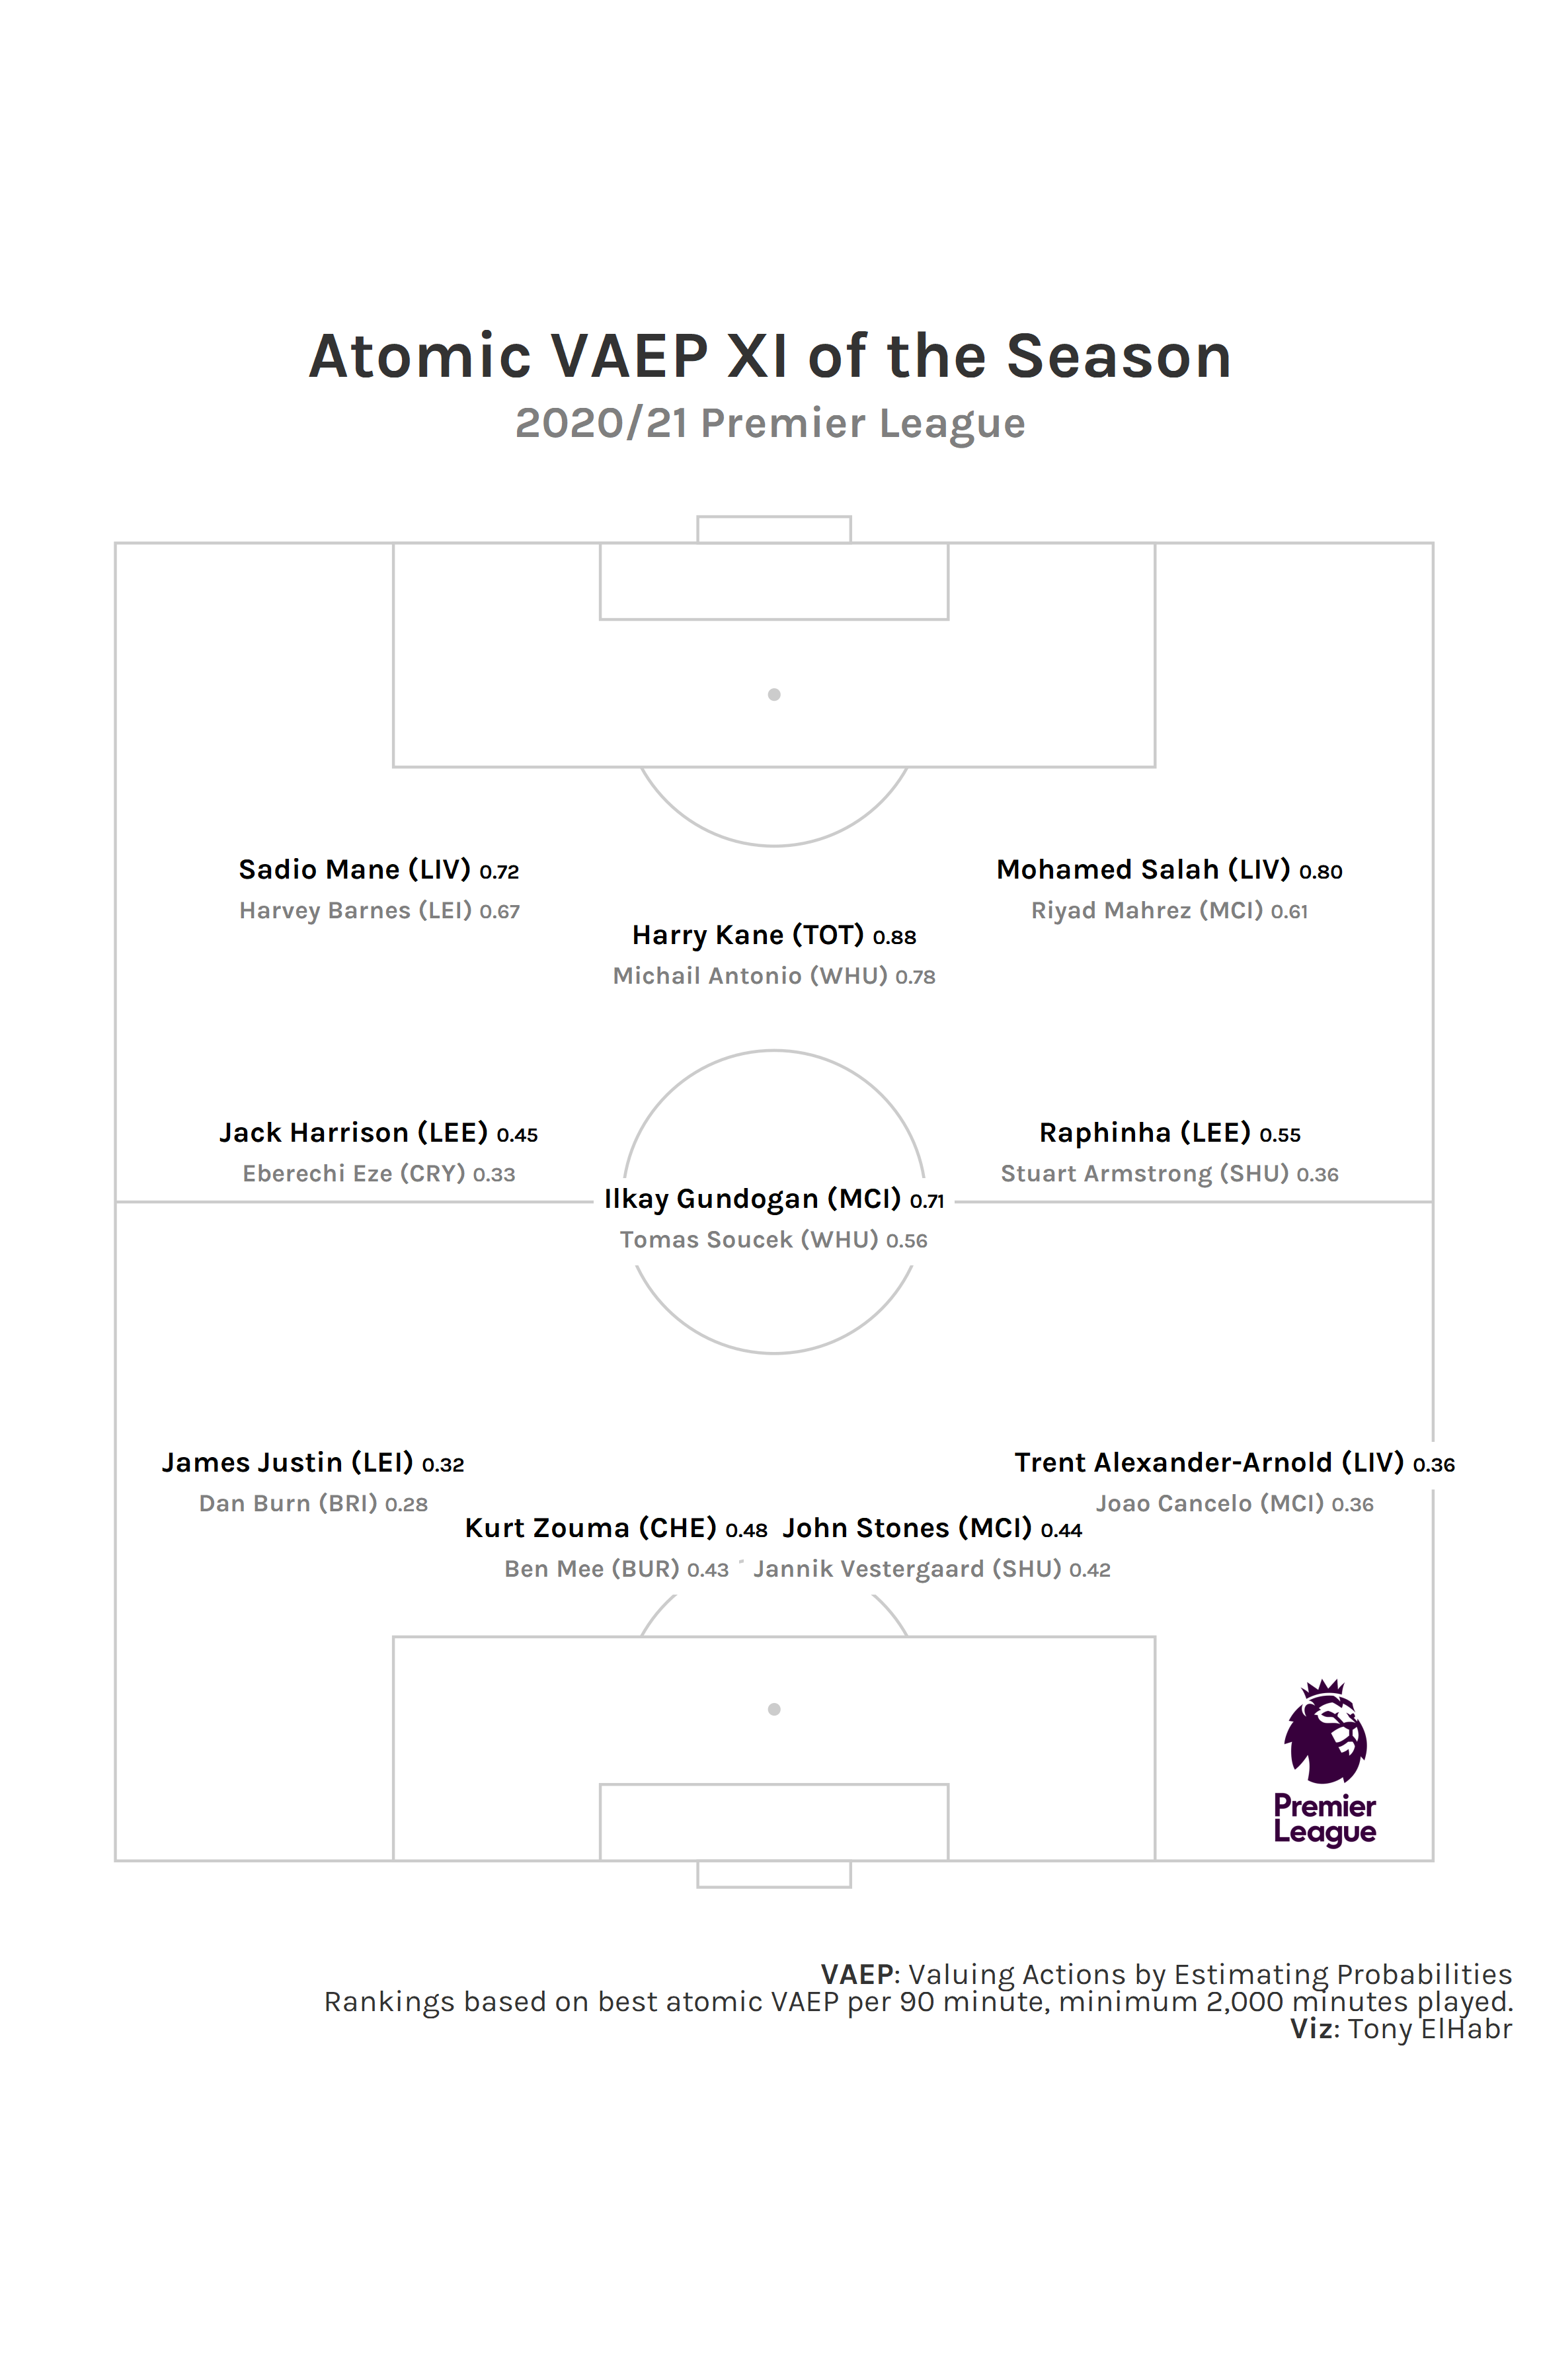 Atomic VAEP XI of the Season
2020/21 Premier League
Sadio Mane (LIV) 0.72
Harvey Barnes (LEI) 0.67
Mohamed Salah (LIV) 0.80
Riyad Mahrez (MCI) 0.61
Harry Kane (TOT) 0.88
Michail Antonio (WHU) 0.78
Jack Harrison (LEE) 0.45
Eberechi Eze (CRY) 0.33
Raphinha (LEE) 0.55
Stuart Armstrong (SHU) 0.36
Ilkay Gundogan (MCI) 0.71
Tomas Soucek (WHU) 0.56
James Justin (LEI) 0.32
Dan Burn (BRI) 0.28
Trent Alexander-Arnold (LIV) 0.36
Joao Cancelo (MCI) 0.36
Kurt Zouma (CHE) 0.48
Ben Mee (BUR) 0.43
John Stones (MCI) 0.44
Jannik Vestergaard (SHU) 0.42
Premier
League
VAEP: Valuing Actions by Estimating Probabilities
Rankings based on best atomic VAEP per 90 minute, minimum 2,000 minutes played.
Viz: Tony ElHabr